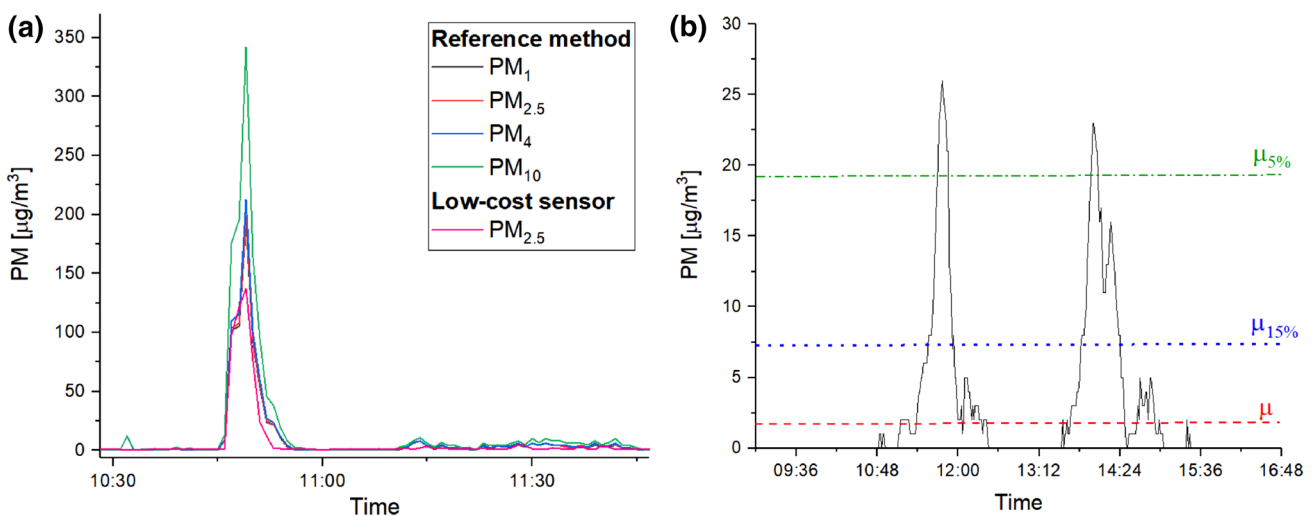 (a)
350
300
250
200
150
100
50
0
PM [µg/m³]
10:30
11:00
11:30
Time
Reference method
PM₁
PM₂.₅
PM₄
PM₁₀
Low-cost sensor
PM₂.₅
(b)
30
25
20
15
10
5
0
PM [µg/m³]
µ₅%
µ₁₅%
µ
09:36
10:48
12:00
13:12
14:24
15:36
16:48
Time